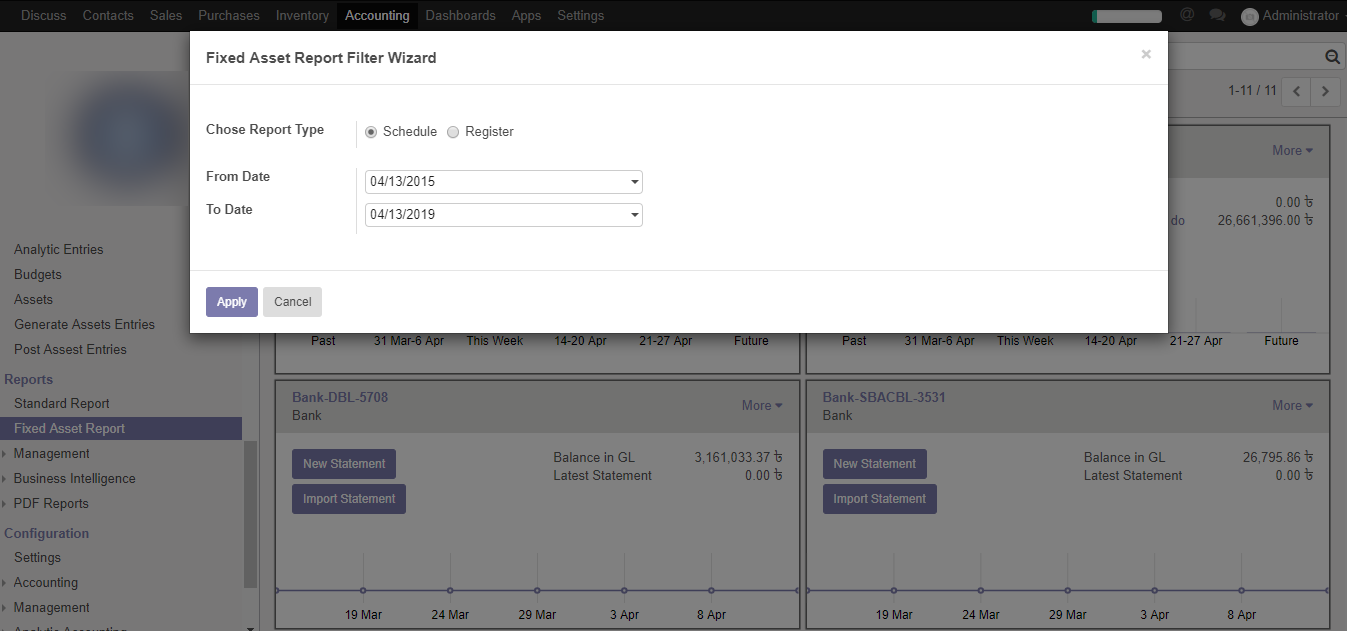 Discuss Contacts Sales Purchases Inventory Accounting Dashboards Apps Settings @ Administrator
Fixed Asset Report Filter Wizard ×
Chose Report Type Schedule Register
From Date 04/13/2015
To Date 04/13/2019
Apply Cancel
1-11 / 11
More
0.00 ৳
do 26,661,396.00 ৳
Analytic Entries
Budgets
Assets
Generate Assets Entries
Post Assest Entries
Reports
Standard Report
Fixed Asset Report
Management
Business Intelligence
PDF Reports
Configuration
Settings
Accounting
Management
Analytic Accounting
Past 31 Mar-6 Apr This Week 14-20 Apr 21-27 Apr Future
Past 31 Mar-6 Apr This Week 14-20 Apr 21-27 Apr Future
Bank-DBL-5708
Bank
More
New Statement
Import Statement
Balance in GL 3,161,033.37 ৳
Latest Statement 0.00 ৳
19 Mar 24 Mar 29 Mar 3 Apr 8 Apr
Bank-SBACBL-3531
Bank
More
New Statement
Import Statement
Balance in GL 26,795.86 ৳
Latest Statement 0.00 ৳
19 Mar 24 Mar 29 Mar 3 Apr 8 Apr